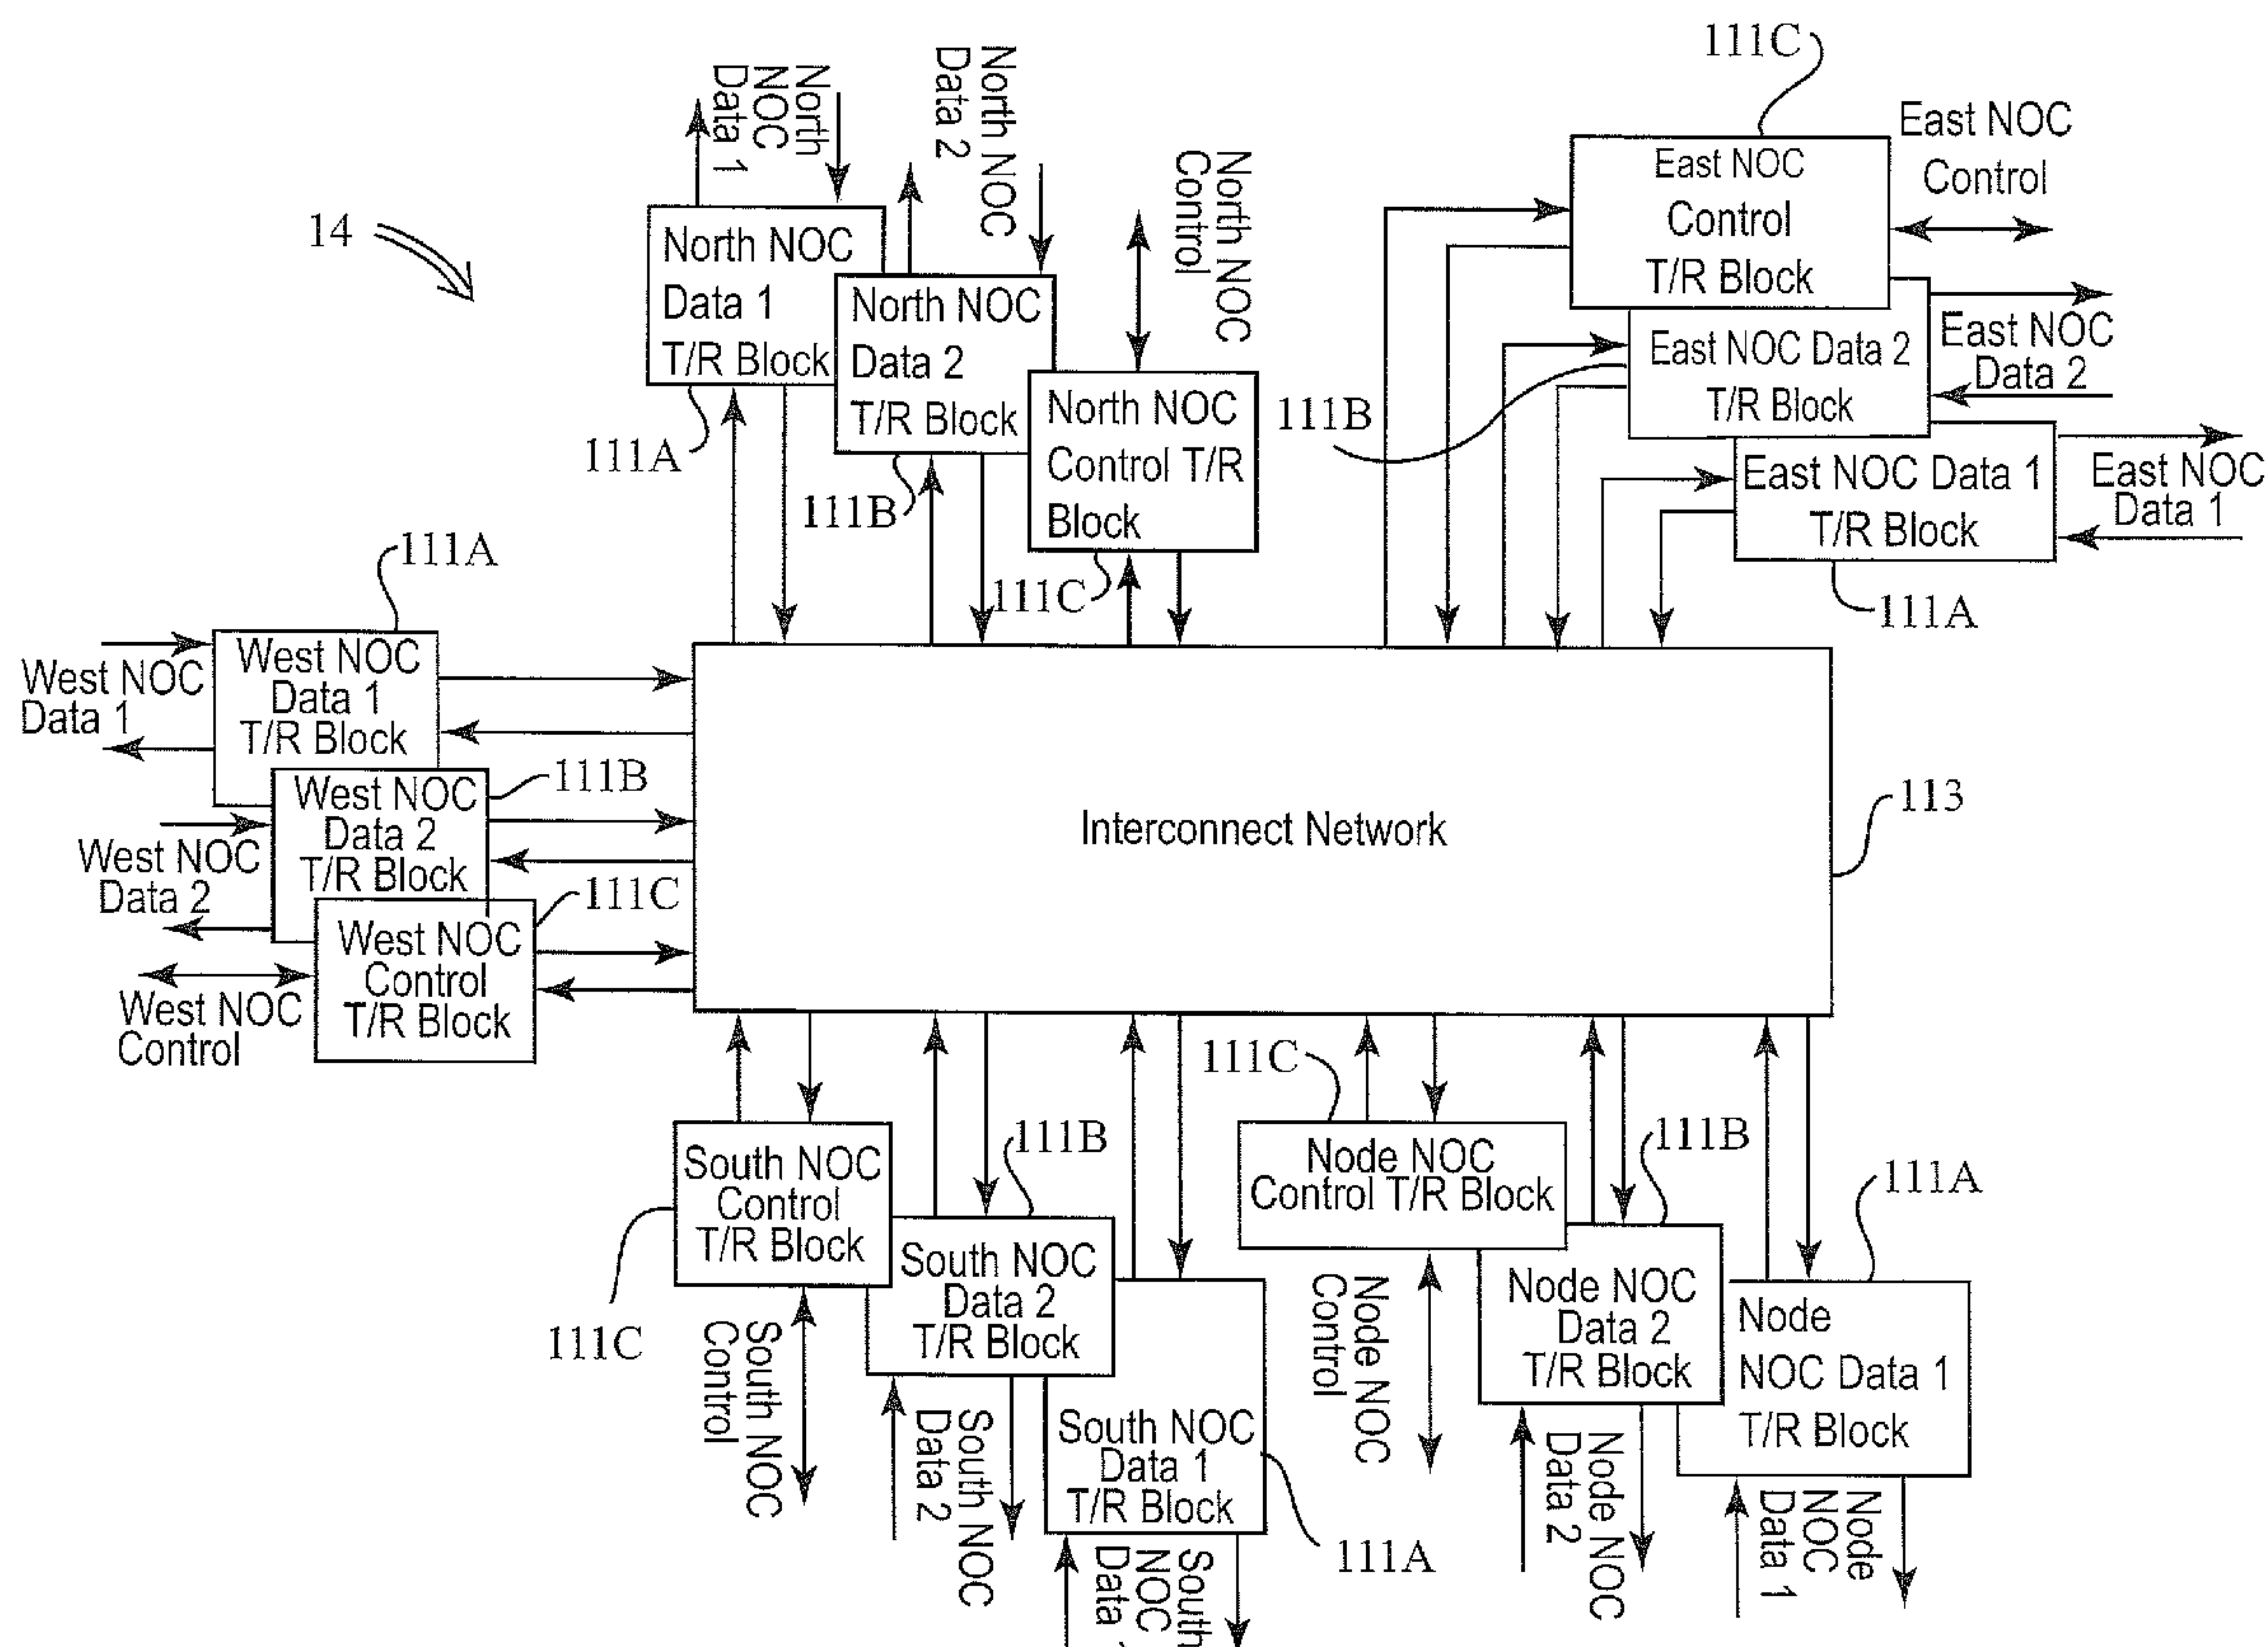 14
North
NOC
Data 1
North NOC
Data 2
North NOC
Control
North NOC
Data 1
T/R Block
111A
North NOC
Data 2
T/R Block
111B
North NOC
Control T/R
Block
111C
111C
East NOC
Control
T/R Block
East NOC
Control
111B
East NOC Data 2
T/R Block
East NOC
Data 2
East NOC Data 1
T/R Block
East NOC
Data 1
111A
111A
West NOC
Data 1
T/R Block
West NOC
Data 1
111B
West NOC
Data 2
T/R Block
West NOC
Data 2
111C
West NOC
Control
T/R Block
West NOC
Control
Interconnect Network
113
South NOC
Control
T/R Block
111C
South NOC
Control
111B
South NOC
Data 2
T/R Block
South NOC
Data 2
South NOC
Data 1
T/R Block
111A
South
NOC
Data
111C
Node NOC
Control T/R Block
Node NOC
Control
111B
Node NOC
Data 2
T/R Block
Node NOC
Data 2
111A
Node
NOC Data 1
T/R Block
Node
NOC
Data 1